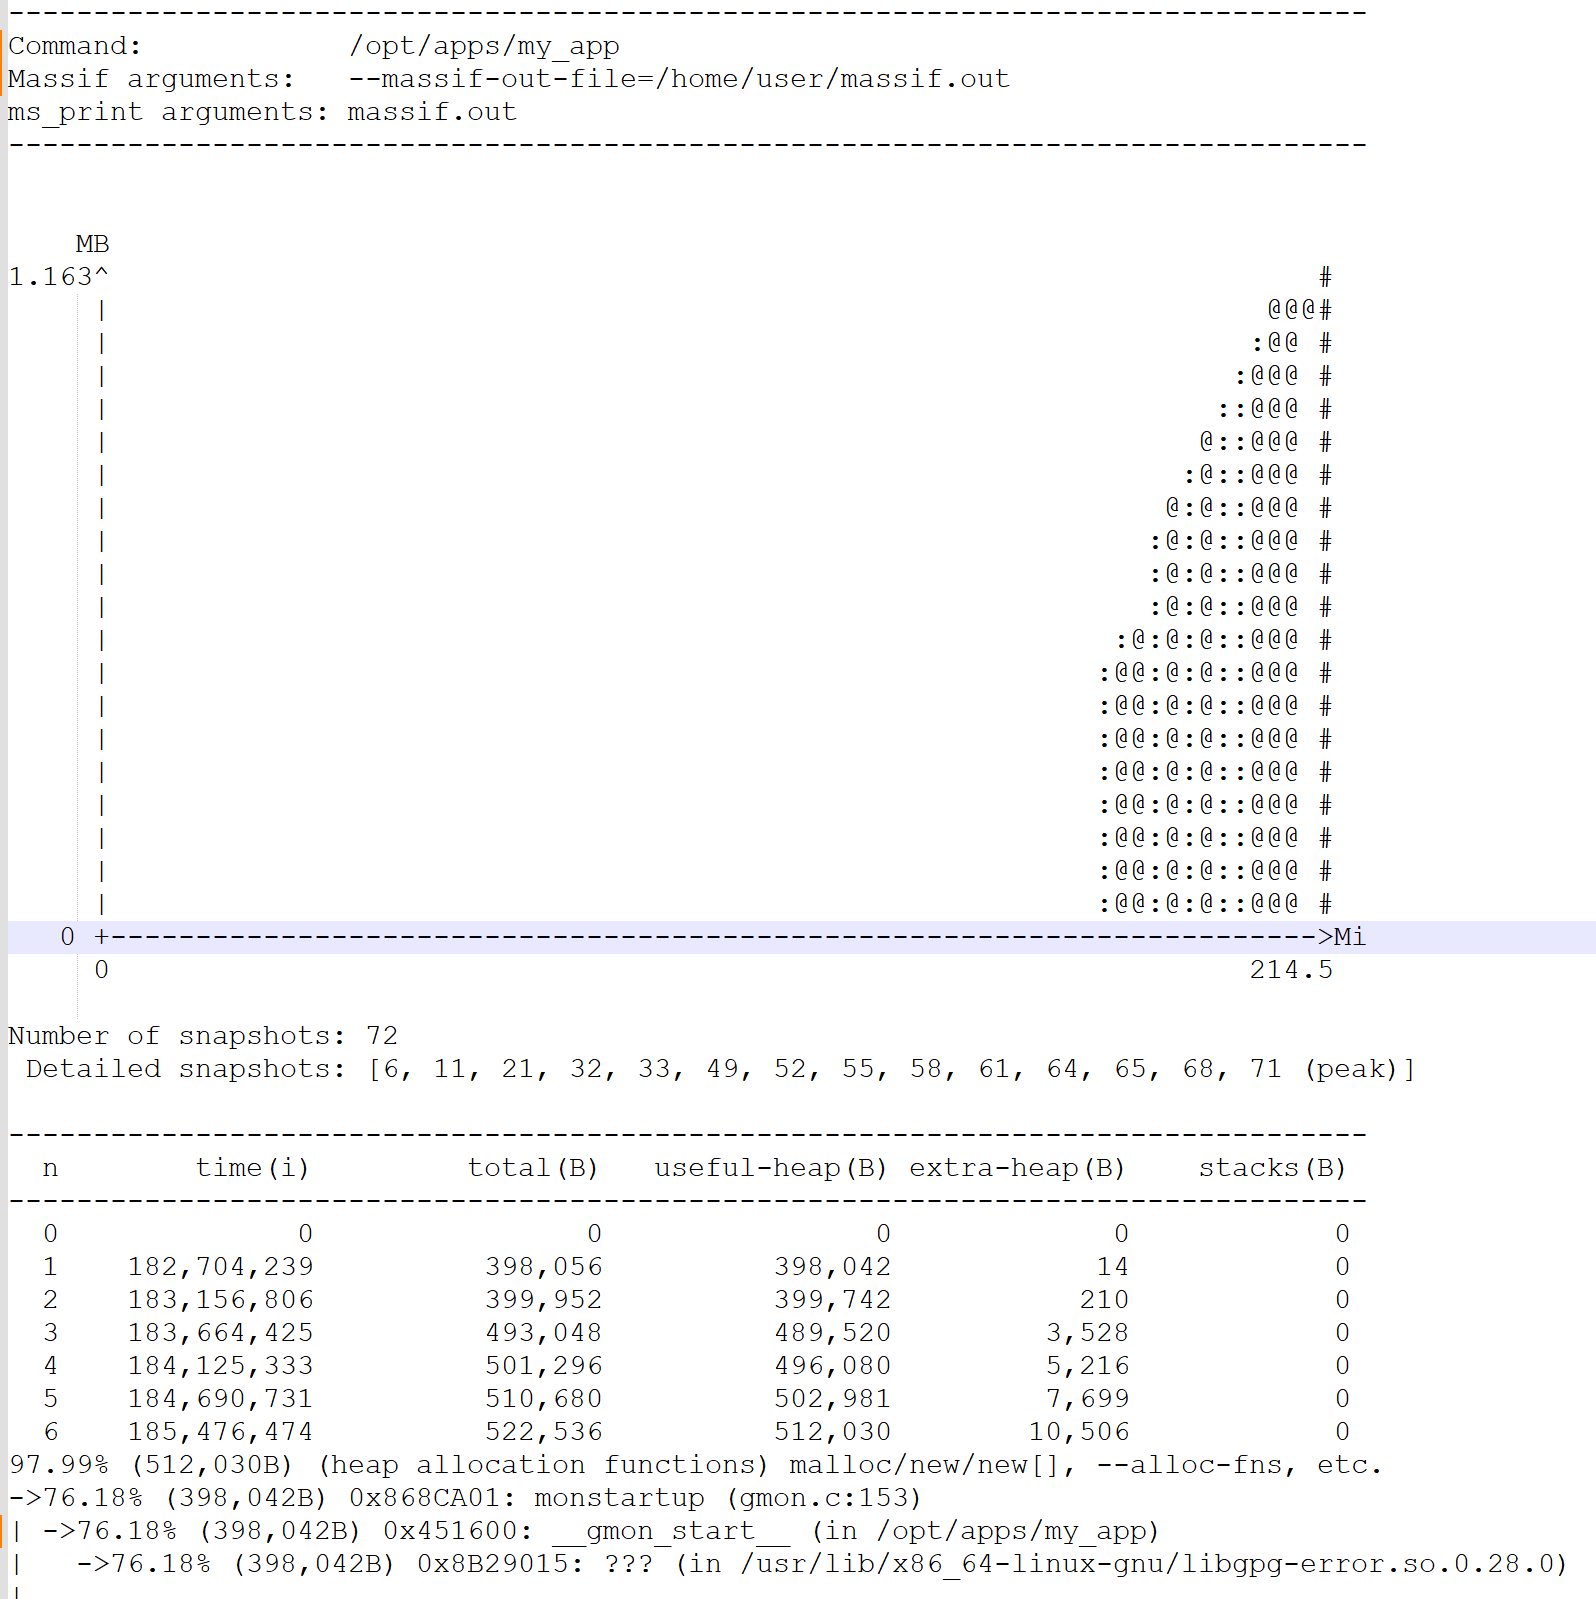 --------------------------------------------------------------------------------
Command:            /opt/apps/my_app
Massif arguments:   --massif-out-file=/home/user/massif.out
ms_print arguments: massif.out
--------------------------------------------------------------------------------
    MB
1.163^                                                                       #
     |                                                                    @@@#
     |                                                                   :@@ #
     |                                                                  :@@@ #
     |                                                                 ::@@@ #
     |                                                                @::@@@ #
     |                                                               :@::@@@ #
     |                                                              @:@::@@@ #
     |                                                             :@:@::@@@ #
     |                                                             :@:@::@@@ #
     |                                                             :@:@::@@@ #
     |                                                           :@:@:@::@@@ #
     |                                                          :@@:@:@::@@@ #
     |                                                          :@@:@:@::@@@ #
     |                                                          :@@:@:@::@@@ #
     |                                                          :@@:@:@::@@@ #
     |                                                          :@@:@:@::@@@ #
     |                                                          :@@:@:@::@@@ #
     |                                                          :@@:@:@::@@@ #
     |                                                          :@@:@:@::@@@ #
   0 +----------------------------------------------------------------------->Mi
     0                                                                   214.5
Number of snapshots: 72
 Detailed snapshots: [6, 11, 21, 32, 33, 49, 52, 55, 58, 61, 64, 65, 68, 71 (peak)]
--------------------------------------------------------------------------------
  n        time(i)         total(B)   useful-heap(B) extra-heap(B)    stacks(B)
--------------------------------------------------------------------------------
  0              0                0                0             0            0
  1    182,704,239          398,056          398,042            14            0
  2    183,156,806          399,952          399,742           210            0
  3    183,664,425          493,048          489,520         3,528            0
  4    184,125,333          501,296          496,080         5,216            0
  5    184,690,731          510,680          502,981         7,699            0
  6    185,476,474          522,536          512,030        10,506            0
97.99% (512,030B) (heap allocation functions) malloc/new/new[], --alloc-fns, etc.
->76.18% (398,042B) 0x868CA01: monstartup (gmon.c:153)
| ->76.18% (398,042B) 0x451600: __gmon_start__ (in /opt/apps/my_app)
|   ->76.18% (398,042B) 0x8B29015: ??? (in /usr/lib/x86_64-linux-gnu/libgpg-error.so.0.28.0)
|